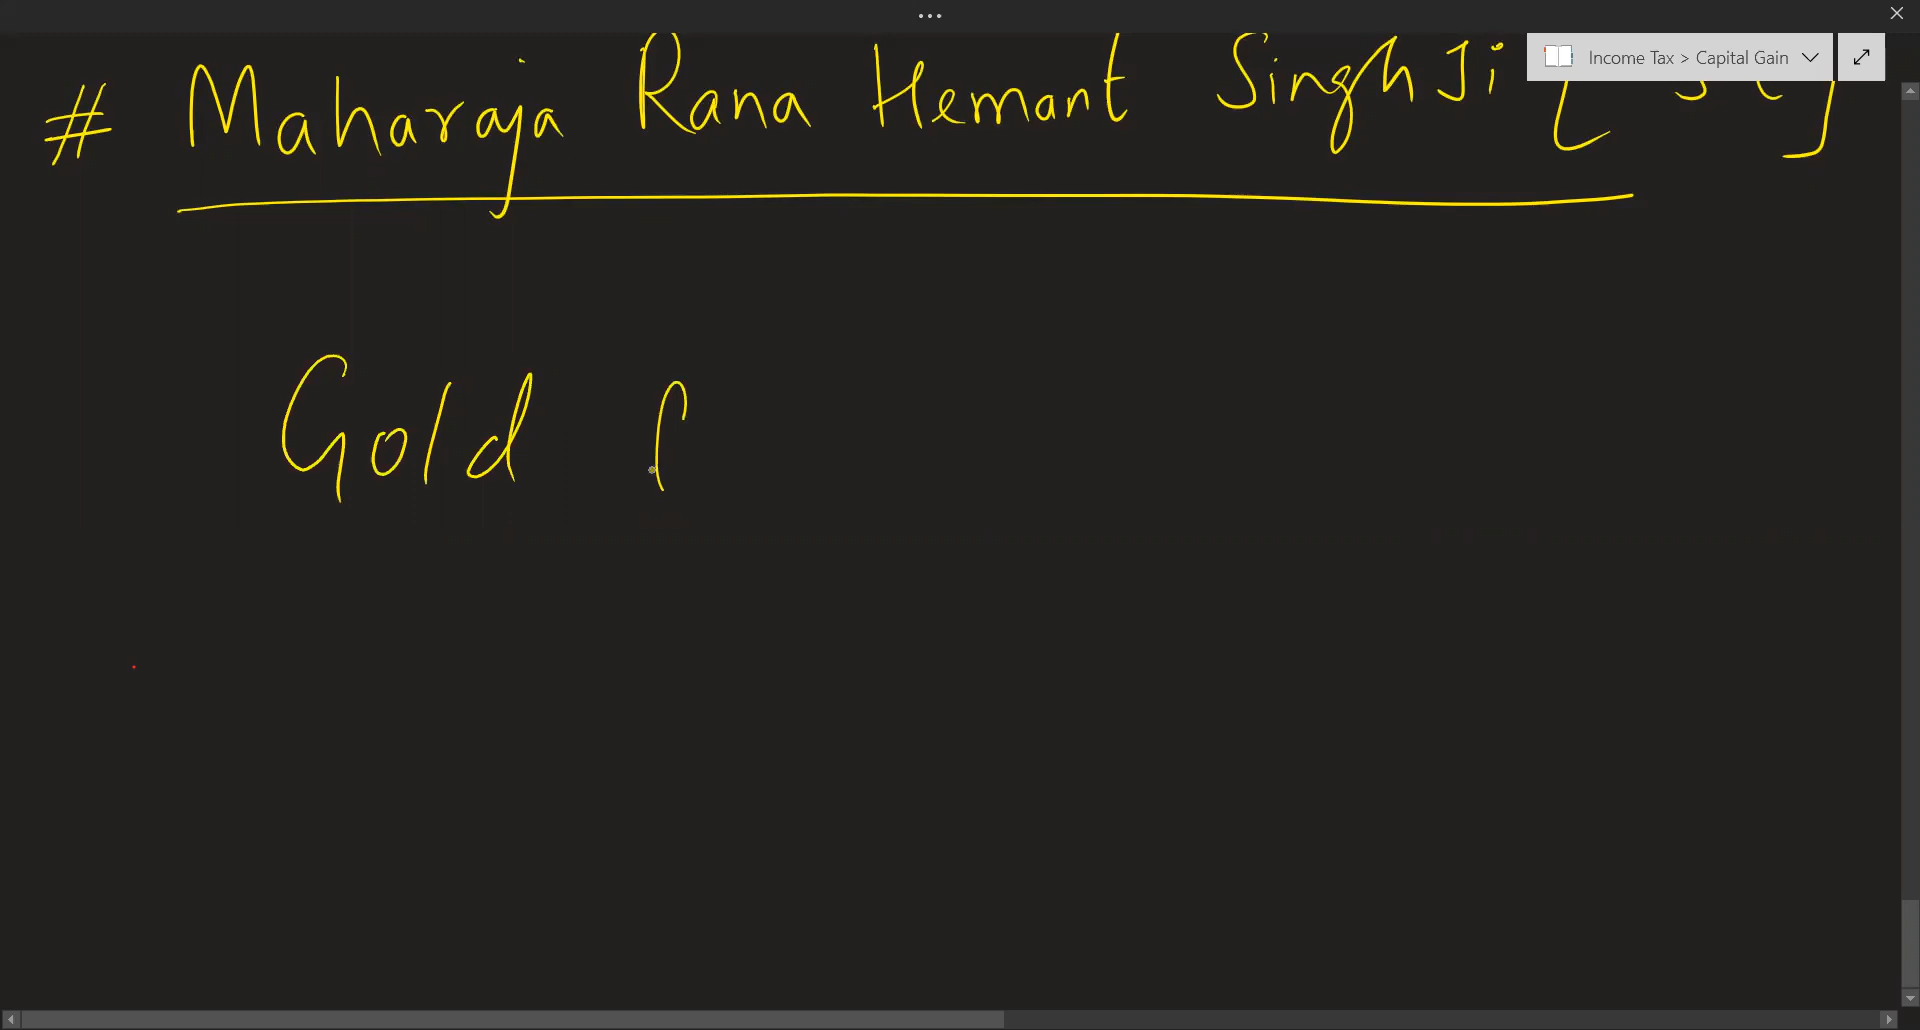 Income Tax > Capital Gain
# Maharaja Rana Hemant Singh Ji [ ]
Gold